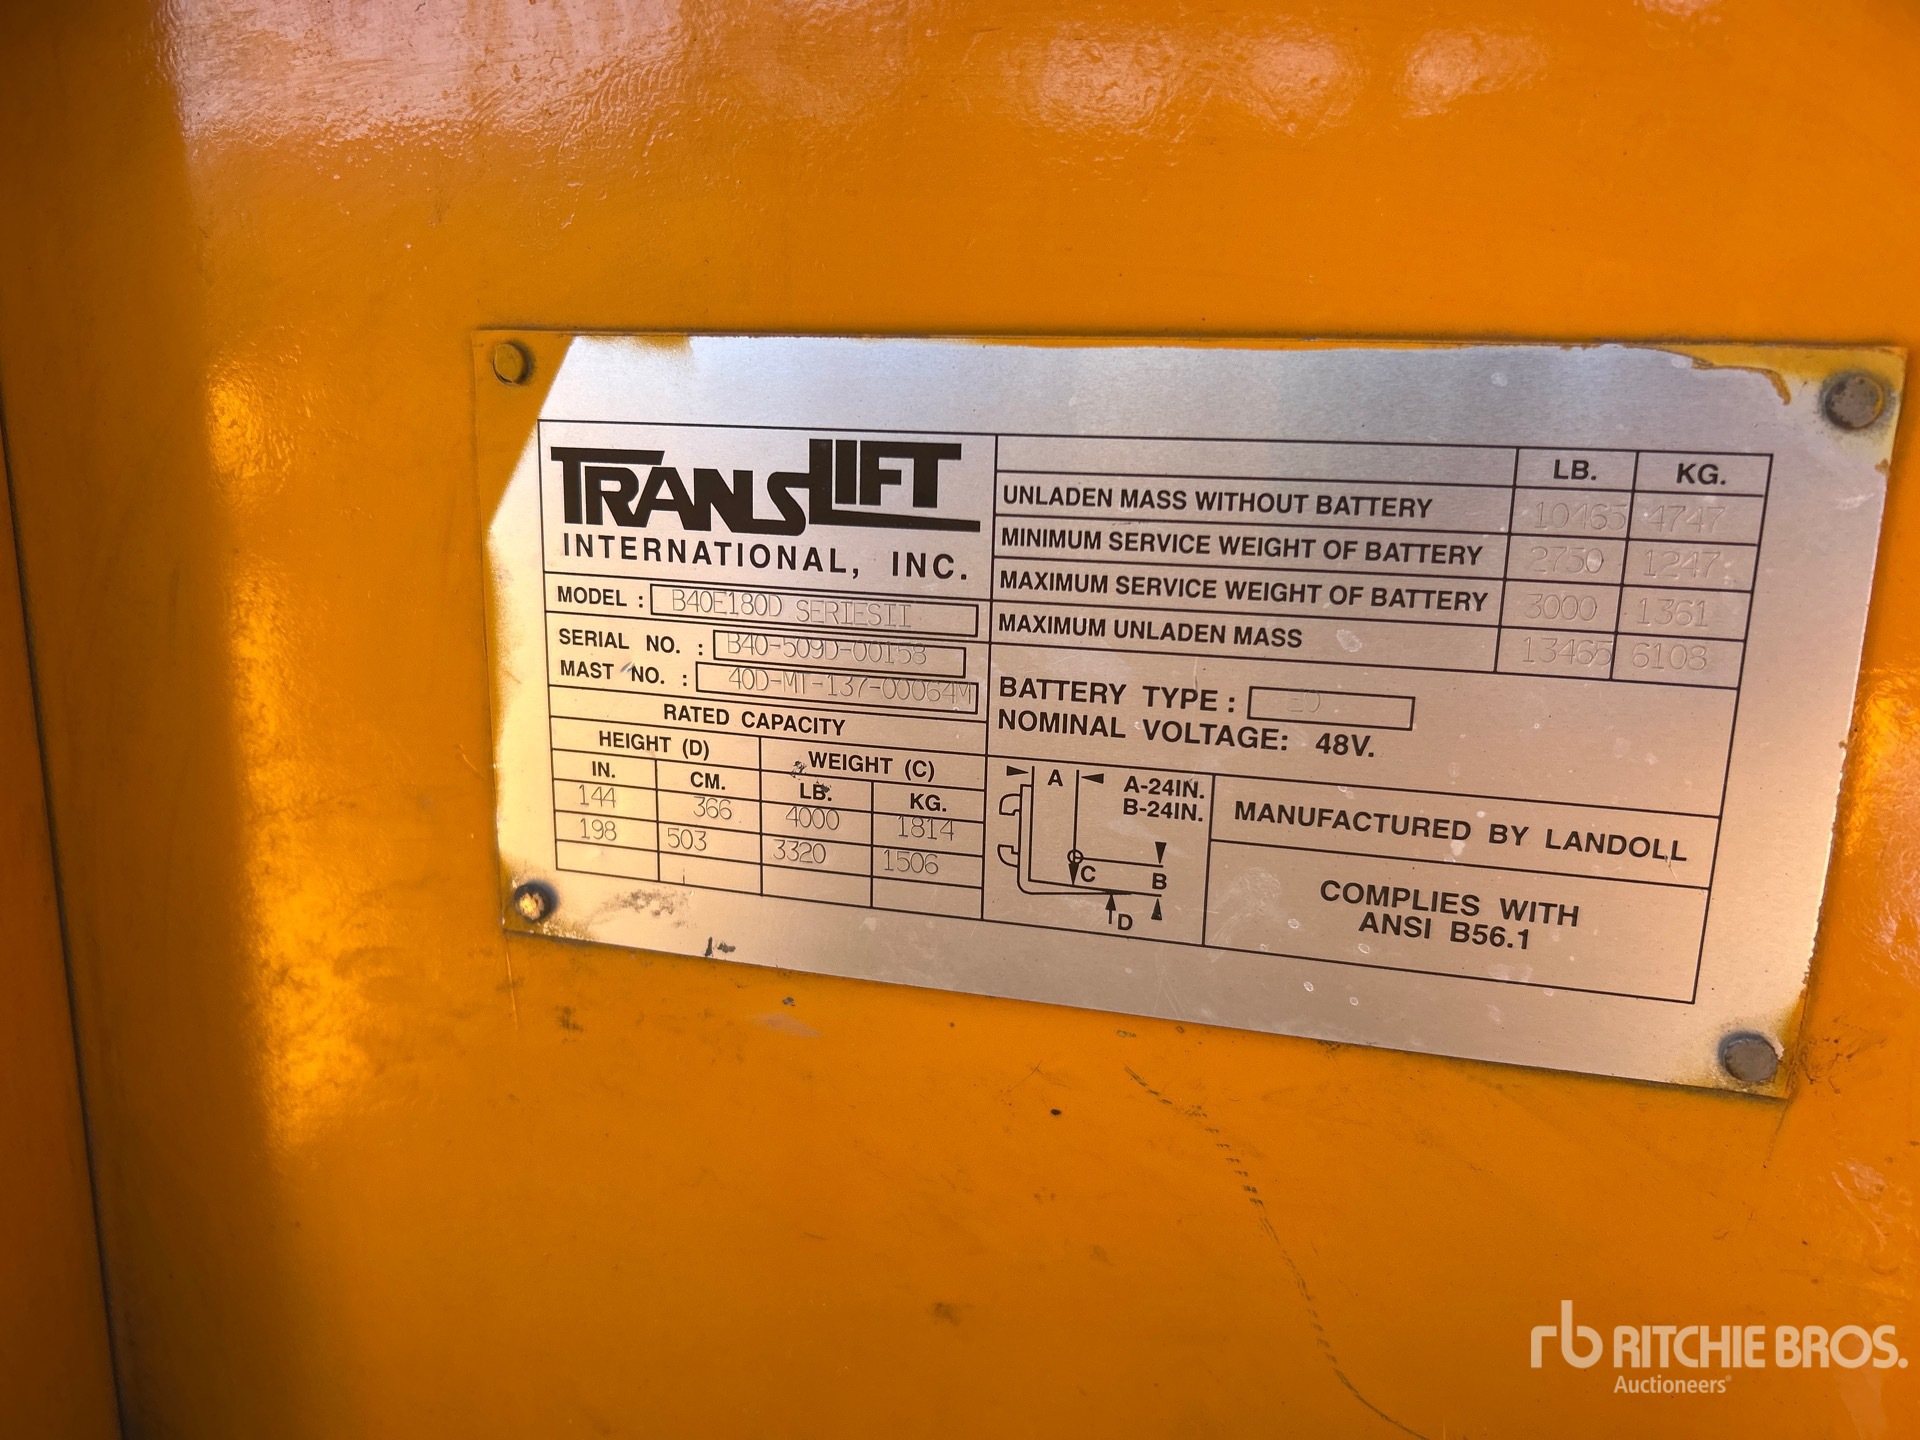 TRANSLIFT
INTERNATIONAL, INC.
MODEL : B40E180D SERIESII
SERIAL NO. : B40-509D-00158
MAST NO. : 40D-MT-137-00064M
RATED CAPACITY
HEIGHT (D) WEIGHT (C)
IN. CM. LB. KG.
144 366 4000 1814
198 503 3320 1506
LB. KG.
UNLADEN MASS WITHOUT BATTERY 10465 4747
MINIMUM SERVICE WEIGHT OF BATTERY 2750 1247
MAXIMUM SERVICE WEIGHT OF BATTERY 3000 1361
MAXIMUM UNLADEN MASS 13465 6108
BATTERY TYPE :
NOMINAL VOLTAGE: 48V.
A A-24IN.
B-24IN.
C B
D
MANUFACTURED BY LANDOLL
COMPLIES WITH
ANSI B56.1
rb RITCHIE BROS.
Auctioneers